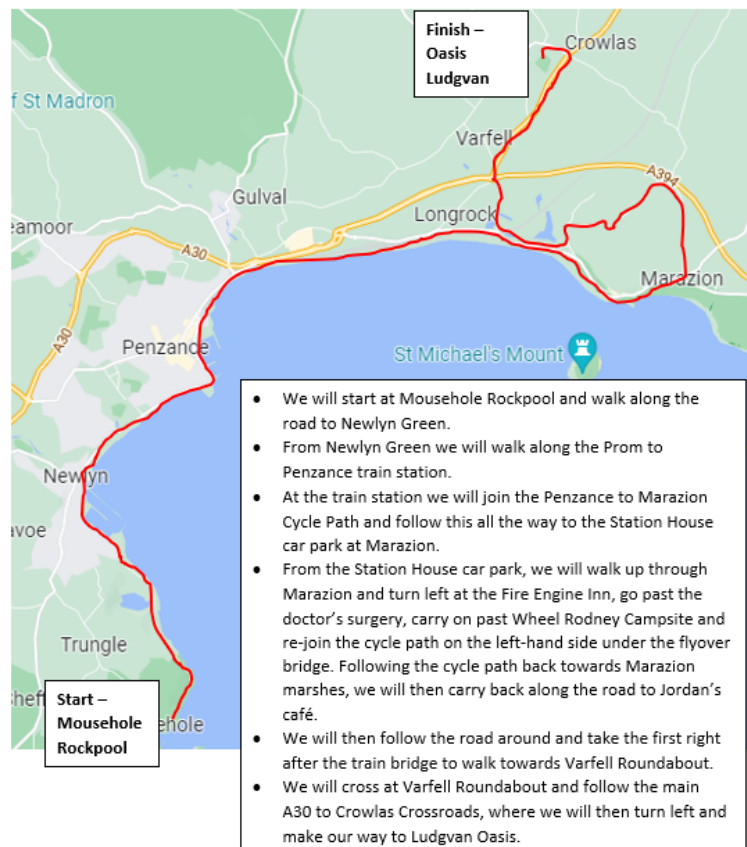 Finish –
Oasis
Ludgvan
Crowlas
f St Madron
Varfell
A394
Gulval
Longrock
eamoor
A30
Marazion
A30
Penzance
St Michael's Mount
Newlyn
avoe
Trungle
Sheff
Start –
Mousehole
Rockpool
ehole
• We will start at Mousehole Rockpool and walk along the
road to Newlyn Green.
• From Newlyn Green we will walk along the Prom to
Penzance train station.
• At the train station we will join the Penzance to Marazion
Cycle Path and follow this all the way to the Station House
car park at Marazion.
• From the Station House car park, we will walk up through
Marazion and turn left at the Fire Engine Inn, go past the
doctor's surgery, carry on past Wheel Rodney Campsite and
re-join the cycle path on the left-hand side under the flyover
bridge. Following the cycle path back towards Marazion
marshes, we will then carry back along the road to Jordan's
café.
• We will then follow the road around and take the first right
after the train bridge to walk towards Varfell Roundabout.
• We will cross at Varfell Roundabout and follow the main
A30 to Crowlas Crossroads, where we will then turn left and
make our way to Ludgvan Oasis.